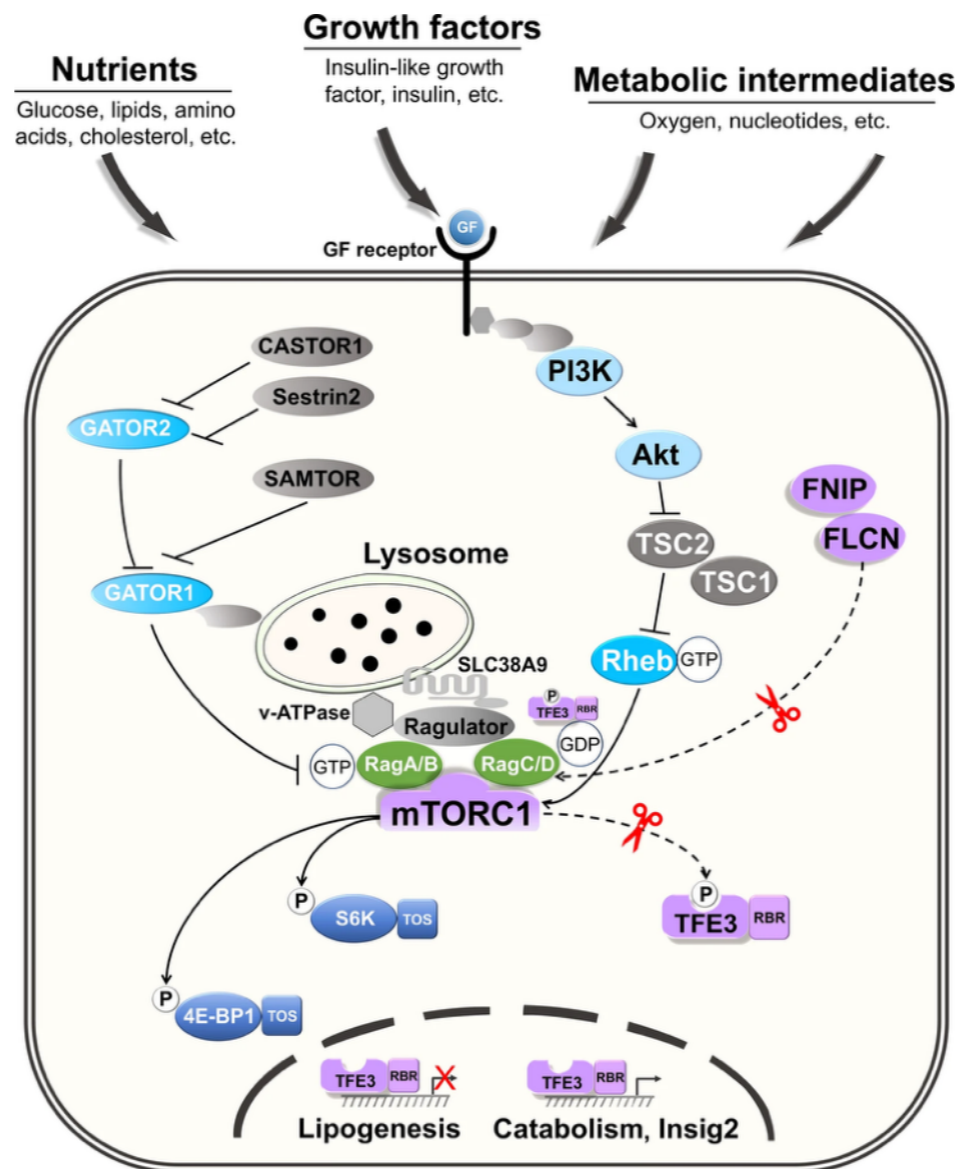 Growth factors
Insulin-like growth
factor, insulin, etc.
Nutrients
Glucose, lipids, amino
acids, cholesterol, etc.
Metabolic intermediates
Oxygen, nucleotides, etc.
GF
GF receptor
CASTOR1
Sestrin2
GATOR2
SAMTOR
GATOR1
PI3K
Akt
TSC2
TSC1
FNIP
FLCN
Lysosome
Rheb
GTP
SLC38A9
v-ATPase
Ragulator
P
TFE3
RBR
GDP
GTP
RagA/B
RagC/D
mTORC1
P
S6K
TOS
P
TFE3
RBR
P
4E-BP1
TOS
TFE3
RBR
Lipogenesis
TFE3
RBR
Catabolism, Insig2